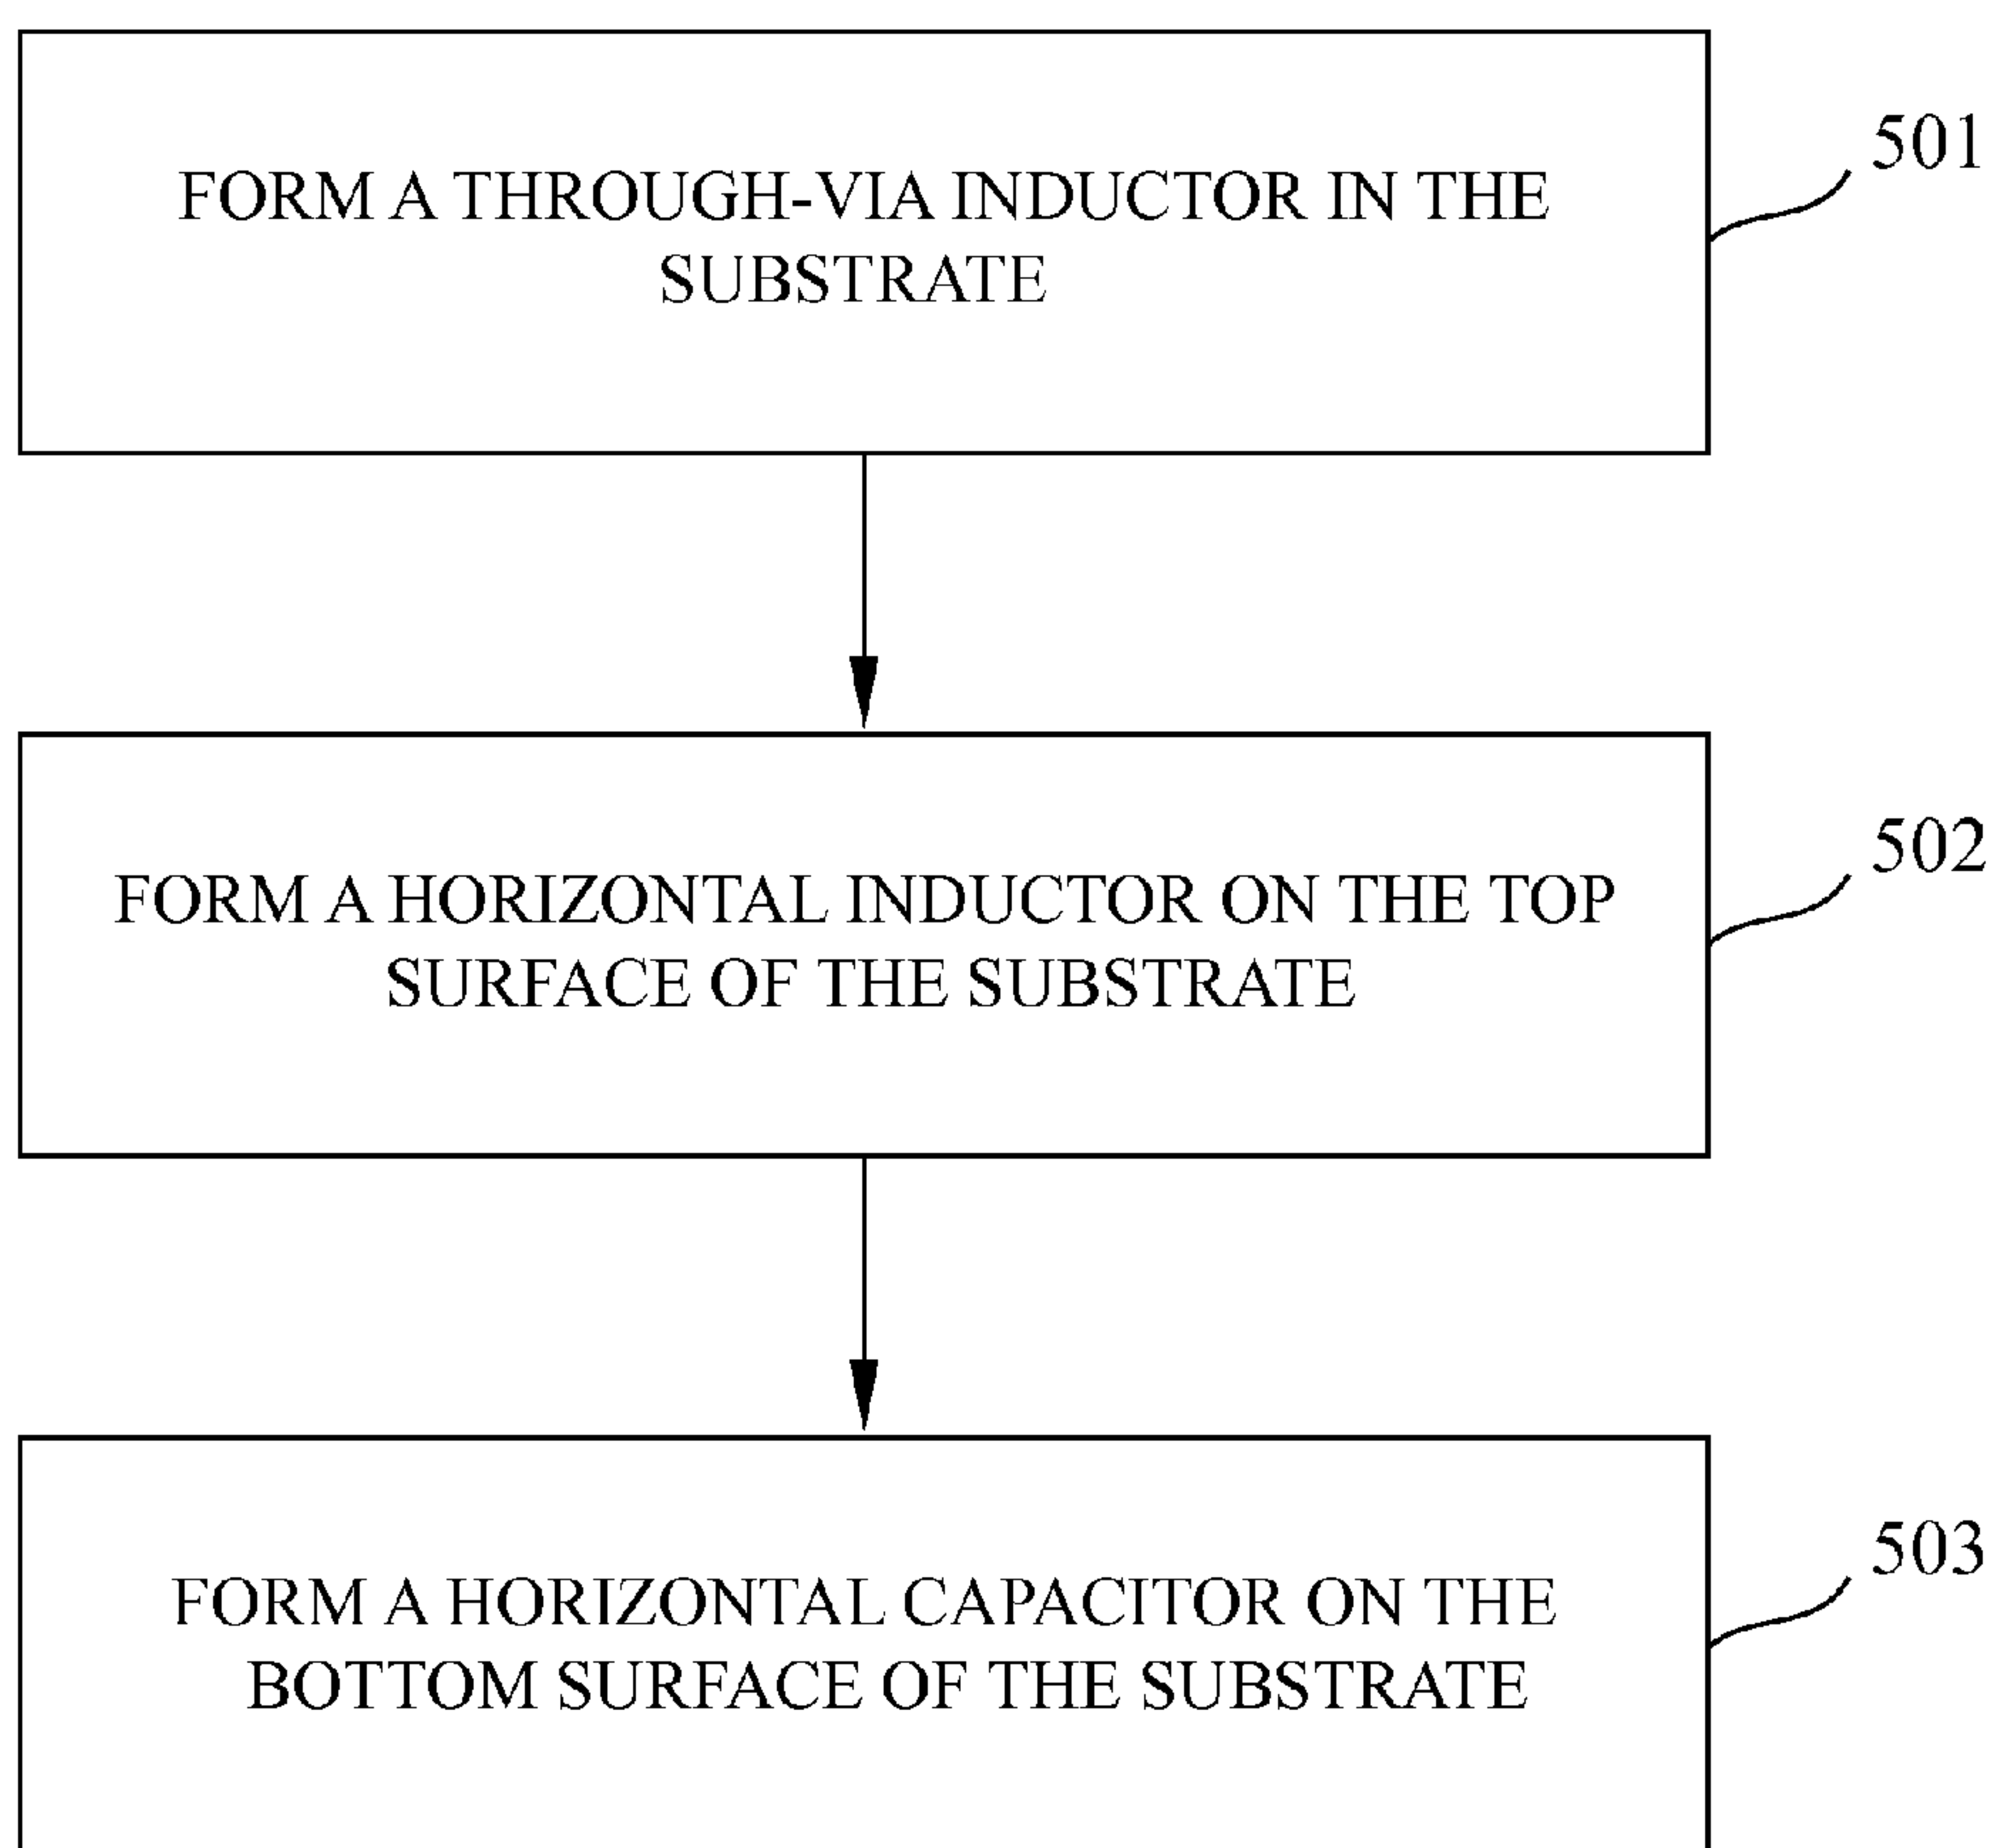 501
FORM A THROUGH-VIA INDUCTOR IN THE
SUBSTRATE
502
FORM A HORIZONTAL INDUCTOR ON THE TOP
SURFACE OF THE SUBSTRATE
503
FORM A HORIZONTAL CAPACITOR ON THE
BOTTOM SURFACE OF THE SUBSTRATE